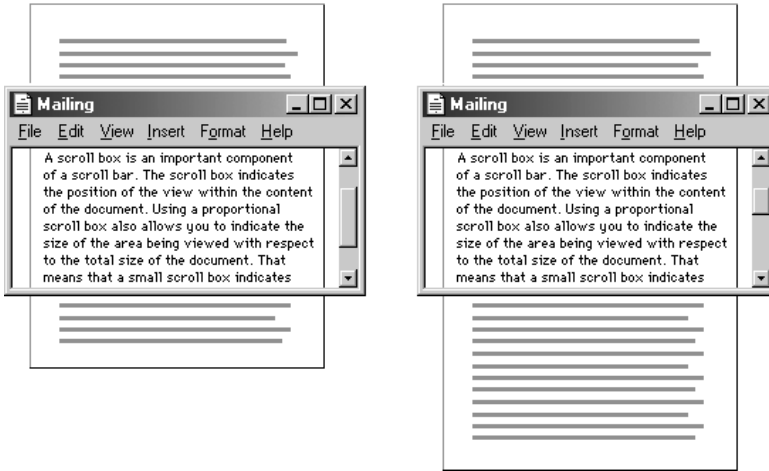 Mailing
File Edit View Insert Format Help
A scroll box is an important component
of a scroll bar. The scroll box indicates
the position of the view within the content
of the document. Using a proportional
scroll box also allows you to indicate the
size of the area being viewed with respect
to the total size of the document. That
means that a small scroll box indicates
Mailing
File Edit View Insert Format Help
A scroll box is an important component
of a scroll bar. The scroll box indicates
the position of the view within the content
of the document. Using a proportional
scroll box also allows you to indicate the
size of the area being viewed with respect
to the total size of the document. That
means that a small scroll box indicates